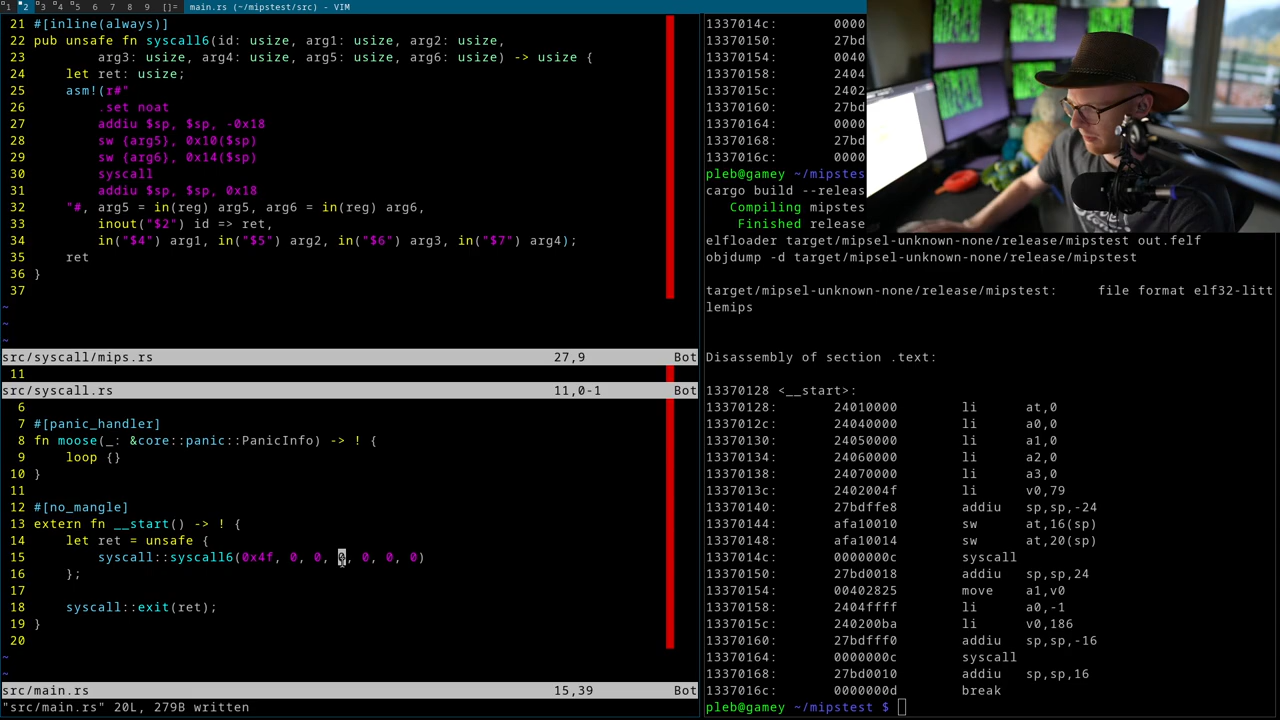 1 2 3 4 5 6 7 8 9 []= main.rs (~/mipstest/src) - VIM
21 #[inline(always)]
22 pub unsafe fn syscall6(id: usize, arg1: usize, arg2: usize,
23         arg3: usize, arg4: usize, arg5: usize, arg6: usize) -> usize {
24     let ret: usize;
25     asm!(r#"
26         .set noat
27         addiu $sp, $sp, -0x18
28         sw {arg5}, 0x10($sp)
29         sw {arg6}, 0x14($sp)
30         syscall
31         addiu $sp, $sp, 0x18
32     "#, arg5 = in(reg) arg5, arg6 = in(reg) arg6,
33         inout("$2") id => ret,
34         in("$4") arg1, in("$5") arg2, in("$6") arg3, in("$7") arg4);
35     ret
36 }
37
~
~
~
src/syscall/mips.rs 27,9 Bot
11
src/syscall.rs 11,0-1 Bot
6
7 #[panic_handler]
8 fn moose(_: &core::panic::PanicInfo) -> ! {
9     loop {}
10 }
11
12 #[no_mangle]
13 extern fn __start() -> ! {
14     let ret = unsafe {
15         syscall::syscall6(0x4f, 0, 0, 0, 0, 0, 0)
16     };
17
18     syscall::exit(ret);
19 }
20
~
~
src/main.rs 15,39 Bot
"src/main.rs" 20L, 279B written
1337014c: 0000
13370150: 27bd
13370154: 0040
13370158: 2404
1337015c: 2402
13370160: 27bd
13370164: 0000
13370168: 27bd
1337016c: 0000
pleb@gamey ~/mipstes
cargo build --releas
Compiling mipstes
Finished release
elfloader target/mipsel-unknown-none/release/mipstest out.felf
objdump -d target/mipsel-unknown-none/release/mipstest
target/mipsel-unknown-none/release/mipstest:     file format elf32-litt
lemips
Disassembly of section .text:
13370128 <__start>:
13370128: 24010000 li at,0
1337012c: 24040000 li a0,0
13370130: 24050000 li a1,0
13370134: 24060000 li a2,0
13370138: 24070000 li a3,0
1337013c: 2402004f li v0,79
13370140: 27bdffe8 addiu sp,sp,-24
13370144: afa10010 sw at,16(sp)
13370148: afa10014 sw at,20(sp)
1337014c: 0000000c syscall
13370150: 27bd0018 addiu sp,sp,24
13370154: 00402825 move a1,v0
13370158: 2404ffff li a0,-1
1337015c: 240200ba li v0,186
13370160: 27bdfff0 addiu sp,sp,-16
13370164: 0000000c syscall
13370168: 27bd0010 addiu sp,sp,16
1337016c: 0000000d break
pleb@gamey ~/mipstest $